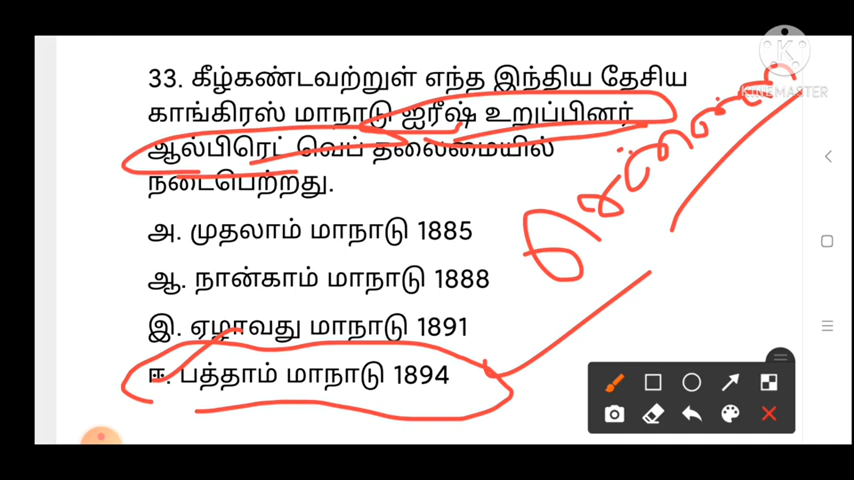 33. கீழ்கண்டவற்றுள் எந்த இந்திய தேசிய
காங்கிரஸ் மாநாடு ஐரீஷ் உறுப்பினர்
ஆல்பிரெட் வெப் தலைமையில்
நடைபெற்றது.
அ. முதலாம் மாநாடு 1885
ஆ. நான்காம் மாநாடு 1888
இ. ஏழாவது மாநாடு 1891
ஈ. பத்தாம் மாநாடு 1894
KINEMASTER